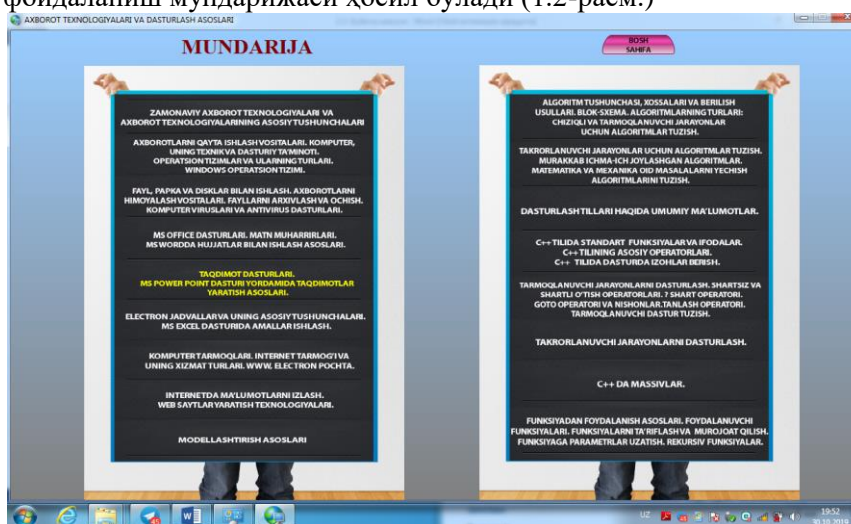 фойдаланиш мундарижаси ҳосил бўлади (1.2-расм.)
AXBOROT TEXNOLOGIYALARI VA DASTURLASH ASOSLARI
MUNDARIJA
ZAMONAVIY AXBOROT TEXNOLOGIYALARI VA
AXBOROT TEXNOLOGIYALARINING ASOSIY TUSHUNCHALARI
AXBOROTLARNI QAYTA ISHLASH VOSITALARI. KOMPUTER,
UNING TEXNIK VA DASTURIY TA'MINOTI.
OPERATSION TIZIMLAR VA ULARNING TURLARI.
WINDOWS OPERATSION TIZIMI.
FAYL, PAPKA VA DISKLAR BILAN ISHLASH. AXBOROTLARNI
HIMOYALASH VOSITALARI. FAYLLARNI ARXIVLASH VA OCHISH.
KOMPUTER VIRUSLARI VA ANTIVIRUS DASTURLARI.
MS OFFICE DASTURLARI. MATN MUHARRIRLARI.
MS WORDDA HUJJATLAR BILAN ISHLASH ASOSLARI.
TAQDIMOT DASTURLARI.
MS POWER POINT DASTURI YORDAMIDA TAQDIMOTLAR
YARATISH ASOSLARI.
ELECTRON JADVALLAR VA UNING ASOSIY TUSHUNCHALARI.
MS EXCEL DASTURIDA AMALLAR ISHLASH.
KOMPUTER TARMOQLARI. INTERNET TARMOG'I VA
UNING XIZMAT TURLARI. WWW, ELECTRON POCHTA.
INTERNETDA MA'LUMOTLARNI IZLASH.
WEB SAYTLAR YARATISH TEXNOLOGIYALARI.
MODELLASHTIRISH ASOSLARI
BOSH
SAHIFA
ALGORITM TUSHUNCHASI, XOSSALARI VA BERILISH
USULLARI. BLOK-SXEMA. ALGORITMLARNING TURLARI:
CHIZIQLI VA TARMOQLANUVCHI JARAYONLAR
UCHUN ALGORITMLAR TUZISH.
TAKRORLANUVCHI JARAYONLAR UCHUN ALGORITMLAR TUZISH.
MURAKKAB ICHMA-ICH JOYLASHGAN ALGORITMLAR.
MATEMATIKA VA MEXANIKA OID MASALALARNI YECHISH
ALGORITMLARINI TUZISH.
DASTURLASH TILLARI HAQIDA UMUMIY MA'LUMOTLAR.
C++ TILIDA STANDART FUNKSIYALAR VA IFODALAR.
C++ TILINING ASOSIY OPERATORLARI.
C++ TILIDA DASTURDA IZOHLAR BERISH.
TARMOQLANUVCHI JARAYONLARNI DASTURLASH. SHARTSIZ VA
SHARTLI O'TISH OPERATORLARI. ? SHART OPERATORI.
GOTO OPERATORI VA NISHONLAR.TANLASH OPERATORI.
TARMOQLANUVCHI DASTUR TUZISH.
TAKRORLANUVCHI JARAYONLARNI DASTURLASH.
C++ DA MASSIVLAR.
FUNKSIYADAN FOYDALANISH ASOSLARI. FOYDALANUVCHI
FUNKSIYALARI. FUNKSIYALARNI TA'RIFLASH VA MUROJOAT QILISH.
FUNKSIYAGA PARAMETRLAR UZATISH. REKURSIV FUNKSIYALAR.
UZ
19:52
30.10.2019